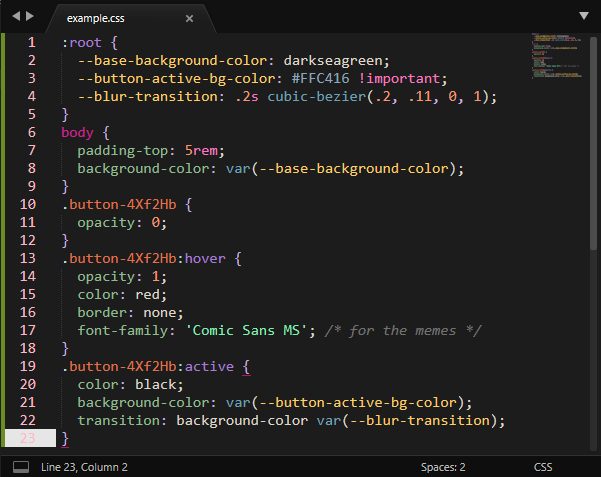 example.css
1 :root {
2   --base-background-color: darkseagreen;
3   --button-active-bg-color: #FFC416 !important;
4   --blur-transition: .2s cubic-bezier(.2, .11, 0, 1);
5 }
6 body {
7   padding-top: 5rem;
8   background-color: var(--base-background-color);
9 }
10 .button-4Xf2Hb {
11   opacity: 0;
12 }
13 .button-4Xf2Hb:hover {
14   opacity: 1;
15   color: red;
16   border: none;
17   font-family: 'Comic Sans MS'; /* for the memes */
18 }
19 .button-4Xf2Hb:active {
20   color: black;
21   background-color: var(--button-active-bg-color);
22   transition: background-color var(--blur-transition);
23 }
Line 23, Column 2 Spaces: 2 CSS